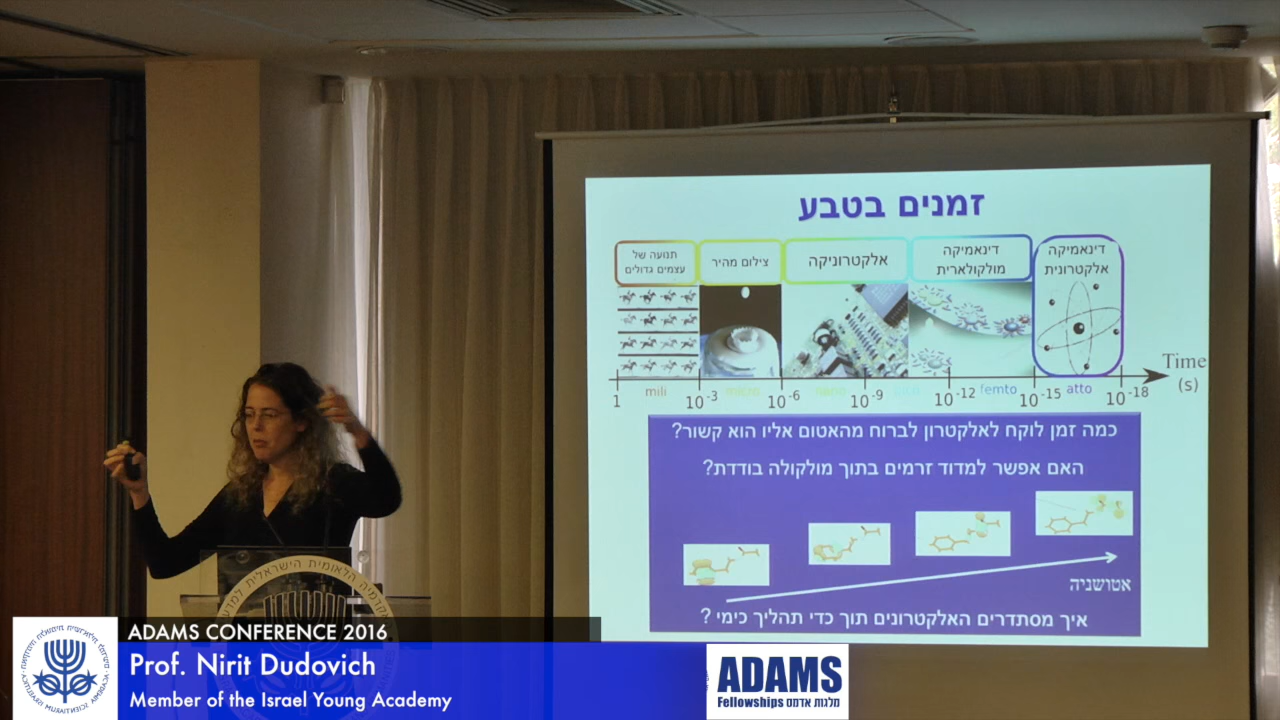 זמנים בטבע
תנועה של
עצמים גדולים
צילום מהיר
אלקטרוניקה
דינאמיקה
מולקולארית
דינאמיקה
אלקטרונית
Time
(s)
mili
femto
atto
1
10-3
10-6
10-9
10-12
10-15
10-18
כמה זמן לוקח לאלקטרון לברוח מהאטום אליו הוא קשור?
האם אפשר למדוד זרמים בתוך מולקולה בודדת?
אטושניה
איך מסתדרים האלקטרונים תוך כדי תהליך כימי ?
ADAMS CONFERENCE 2016
Prof. Nirit Dudovich
Member of the Israel Young Academy
ADAMS
Fellowships מלגות אדמס